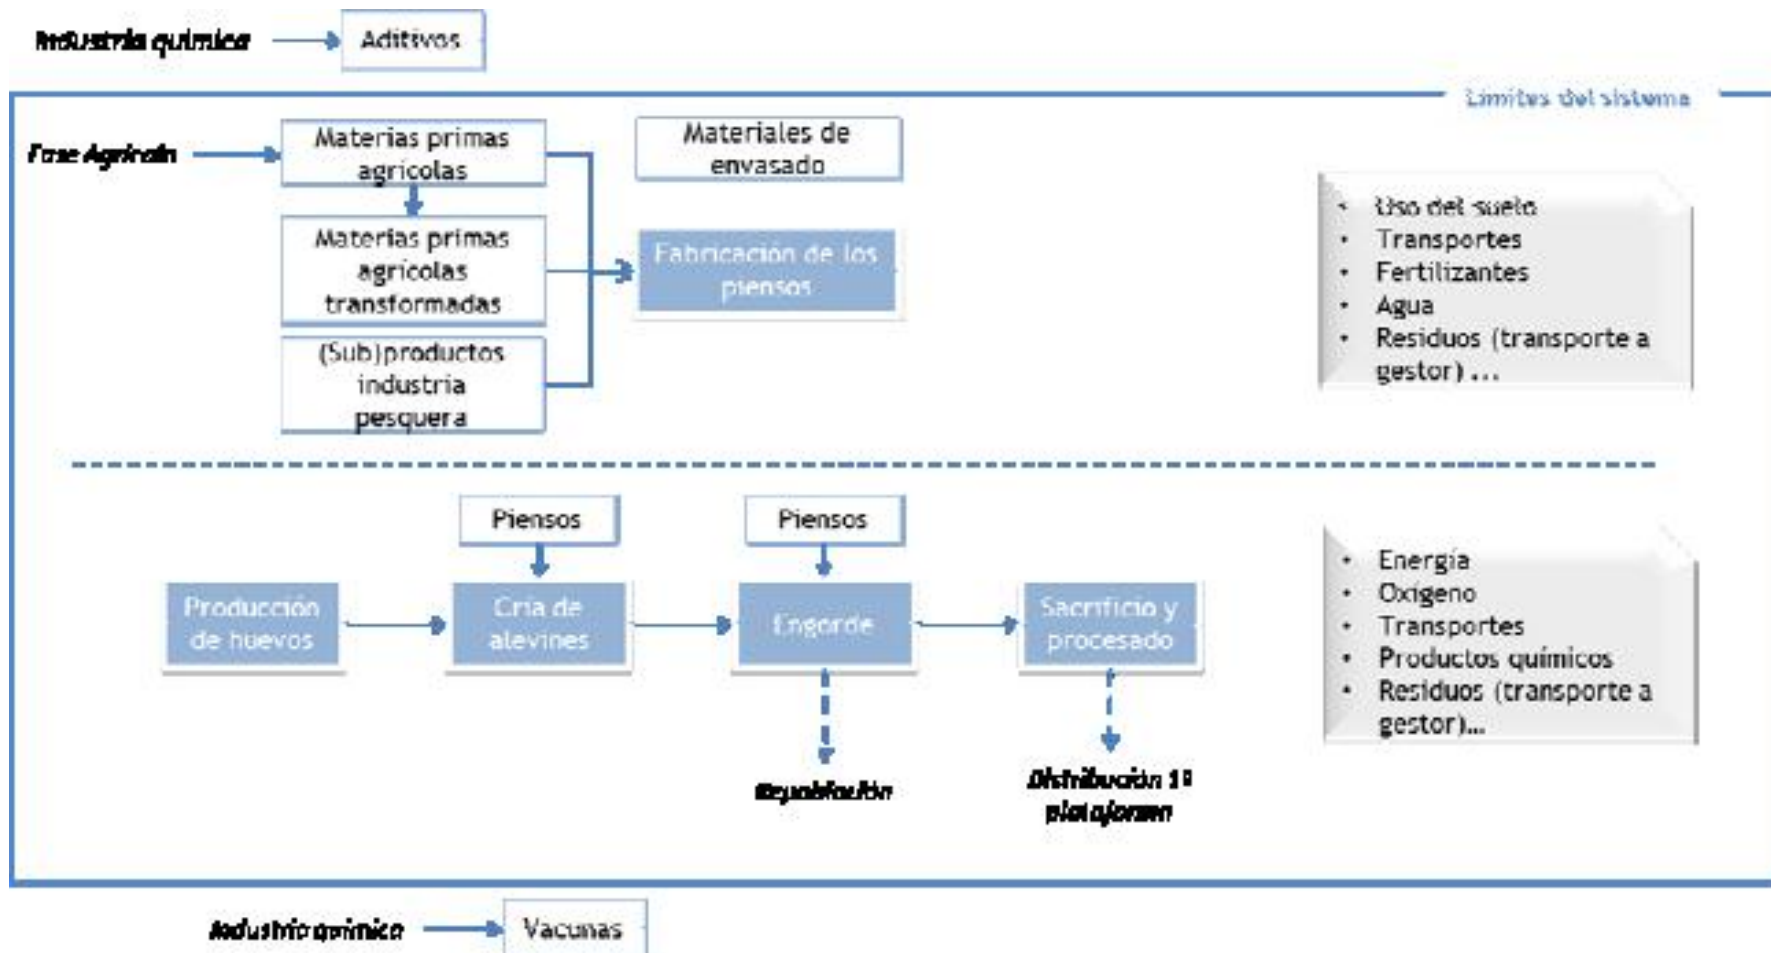 Industria química
Aditivos
Límites del sistema
Fase Agrícola
Materias primas
agrícolas
Materiales de
envasado
Materias primas
agrícolas
transformadas
Fabricación de los
piensos
(Sub)productos
industria
pesquera
• Uso del suelo
• Transportes
• Fertilizantes
• Agua
• Residuos (transporte a
gestor) ...
Piensos
Piensos
Producción
de huevos
Cría de
alevines
Engorde
Sacrificio y
procesado
• Energía
• Oxígeno
• Transportes
• Productos químicos
• Residuos (transporte a
gestor)...
Repoblación
Distribución 1ª
plataforma
Industria química
Vacunas